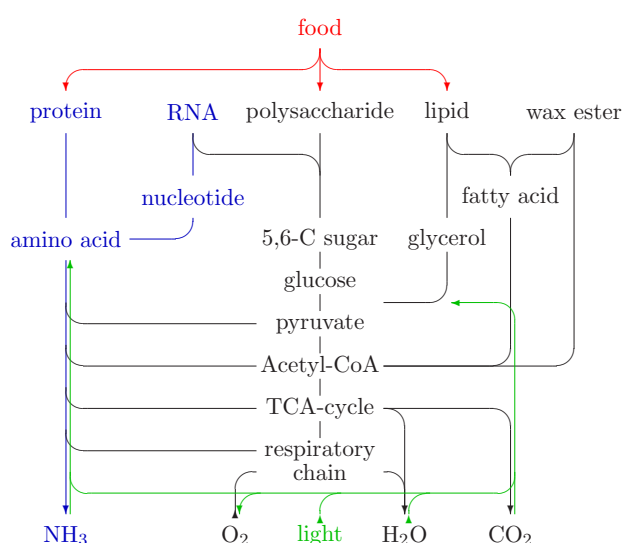 food
protein RNA polysaccharide lipid wax ester
nucleotide fatty acid
amino acid 5,6-C sugar glycerol
glucose
pyruvate
Acetyl-CoA
TCA-cycle
respiratory
chain
NH₃ O₂ light H₂O CO₂